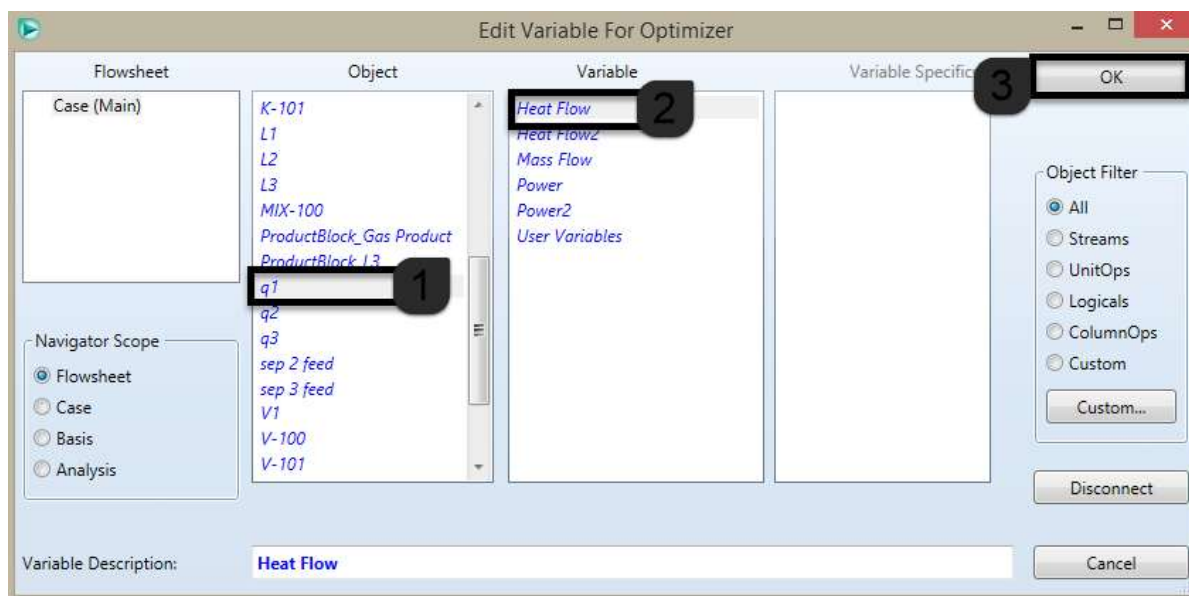 Edit Variable For Optimizer
Flowsheet
Object
Variable
Variable Specific
3
OK
Case (Main)
K-101
L1
L2
L3
MIX-100
ProductBlock_Gas Product
ProductBlock_L3
q1
1
q2
q3
sep 2 feed
sep 3 feed
V1
V-100
V-101
Heat Flow
2
Heat Flow2
Mass Flow
Power
Power2
User Variables
Object Filter
All
Streams
UnitOps
Logicals
ColumnOps
Custom
Custom...
Navigator Scope
Flowsheet
Case
Basis
Analysis
Disconnect
Variable Description:
Heat Flow
Cancel